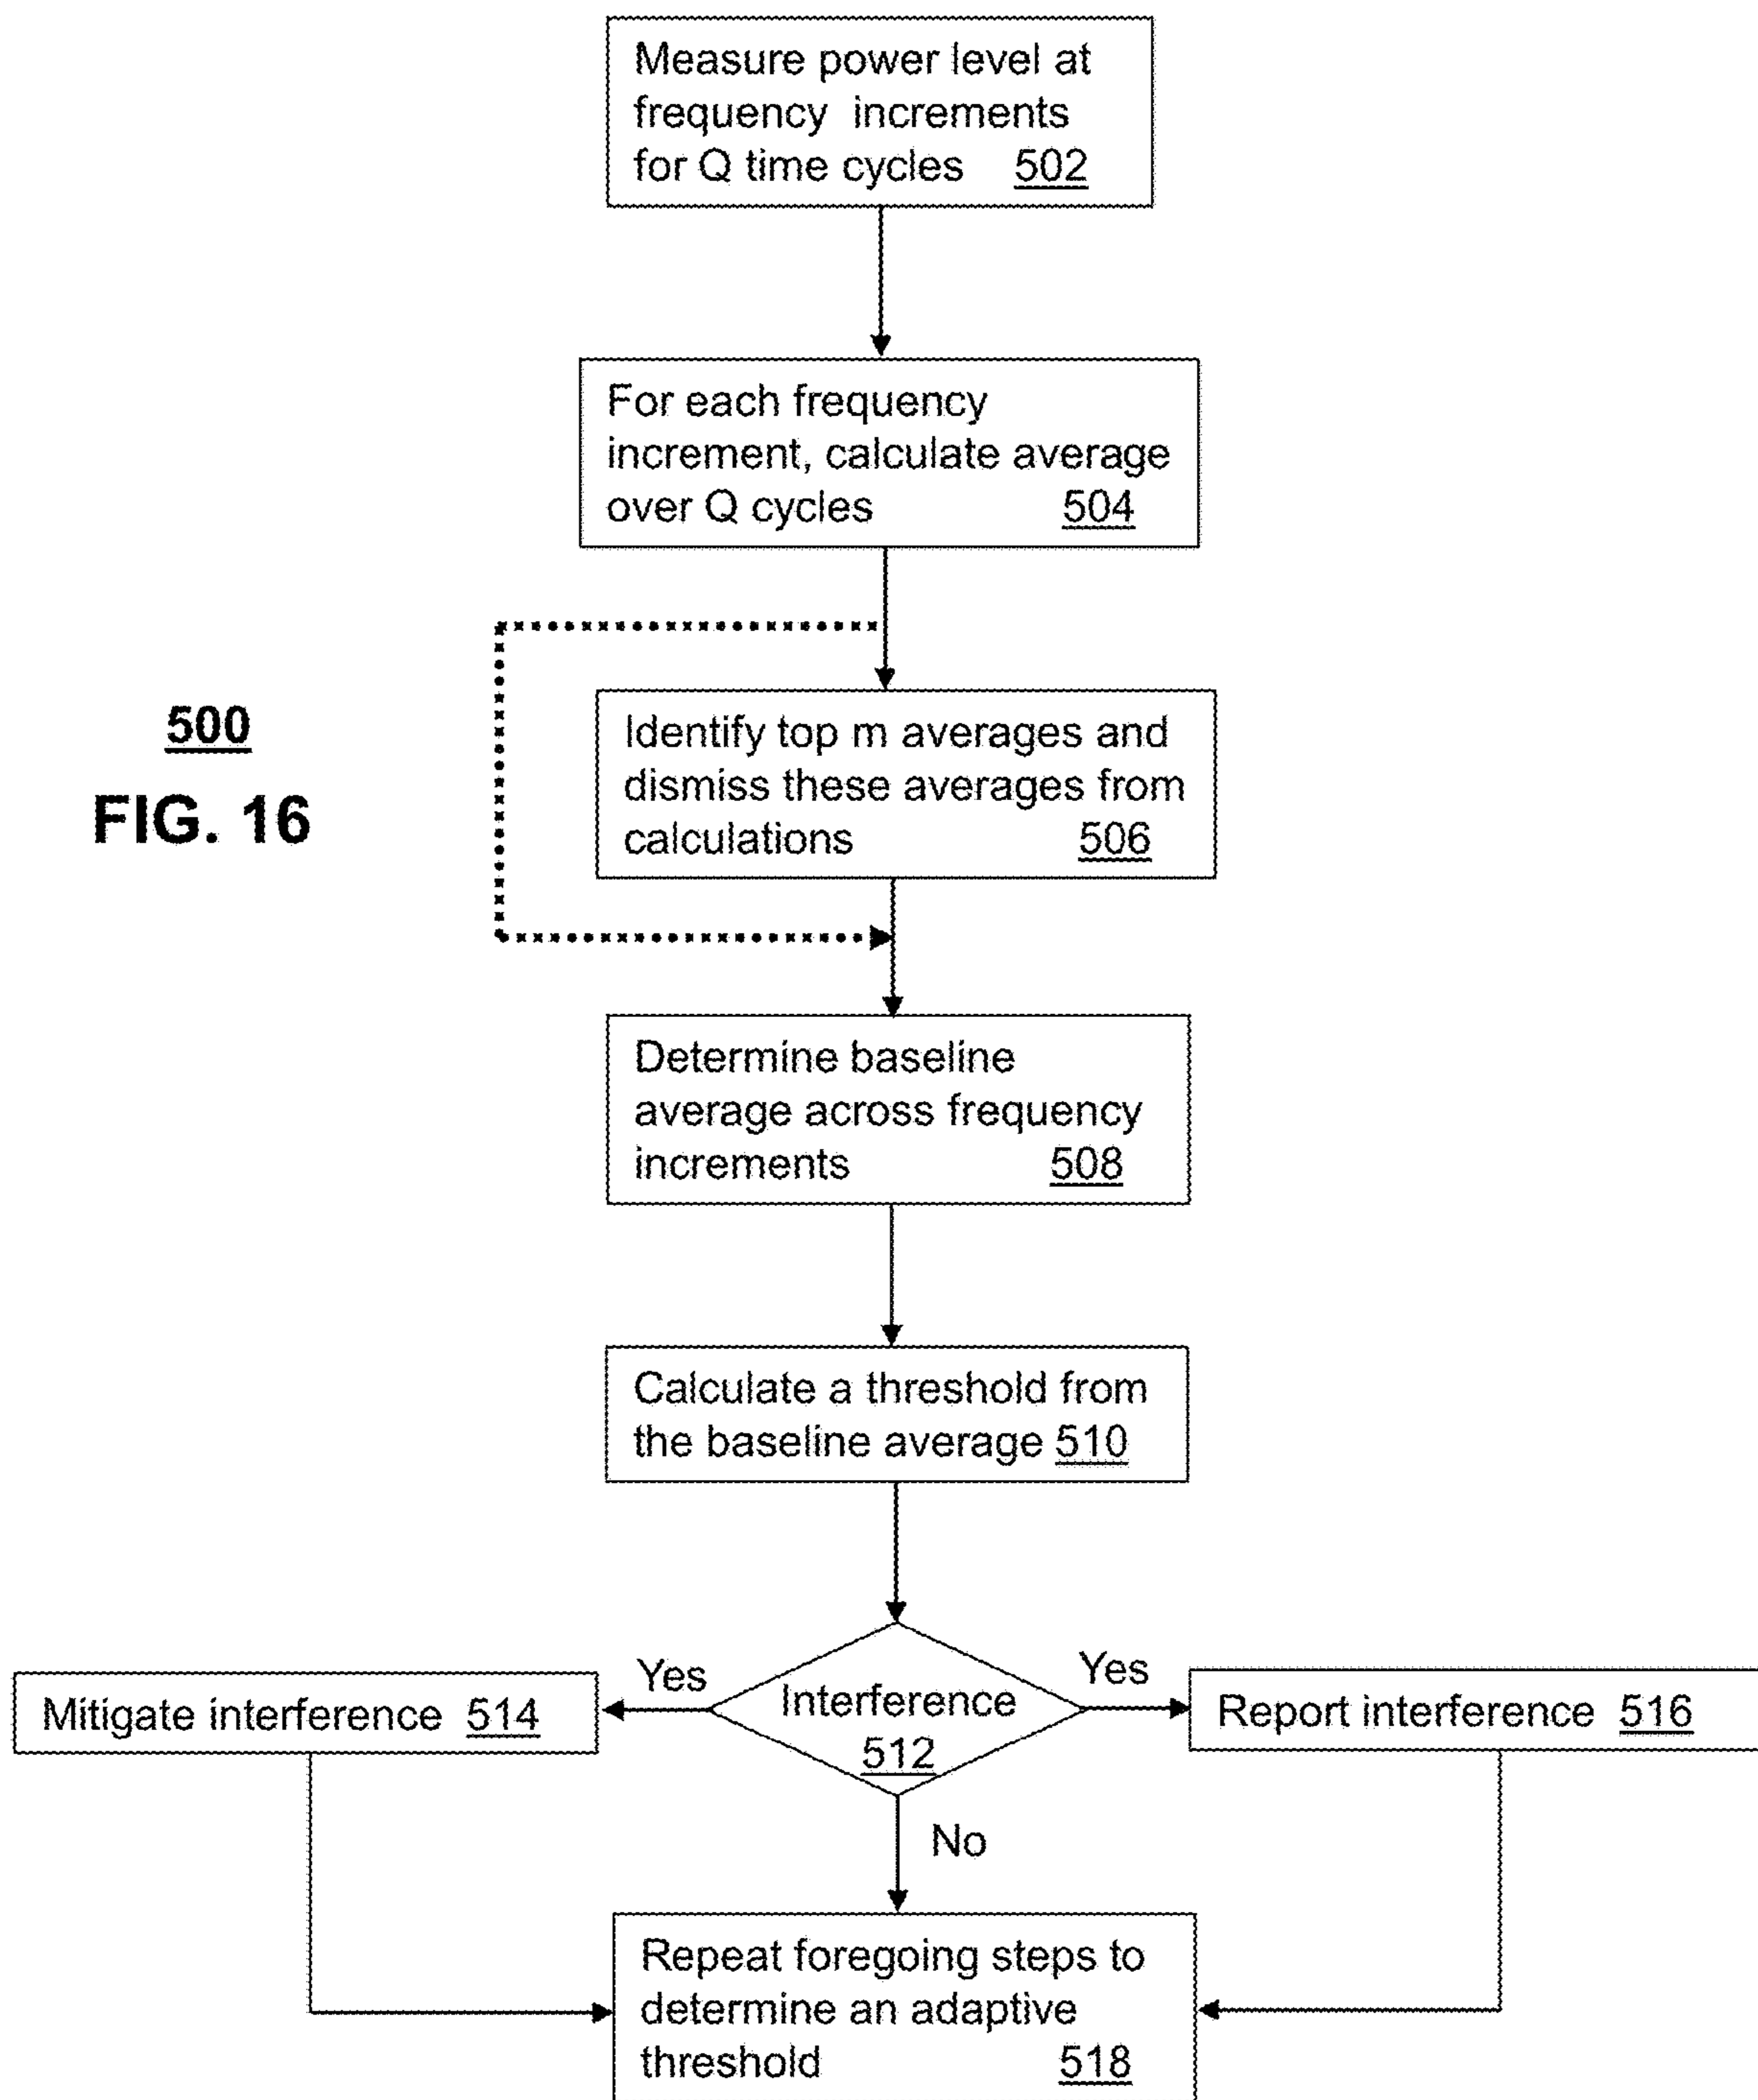 Measure power level at
frequency increments
for Q time cycles 502
For each frequency
increment, calculate average
over Q cycles 504
500
FIG. 16
Identify top m averages and
dismiss these averages from
calculations 506
Determine baseline
average across frequency
increments 508
Calculate a threshold from
the baseline average 510
Yes
Yes
Mitigate interference 514
Interference
512
Report interference 516
No
Repeat foregoing steps to
determine an adaptive
threshold 518